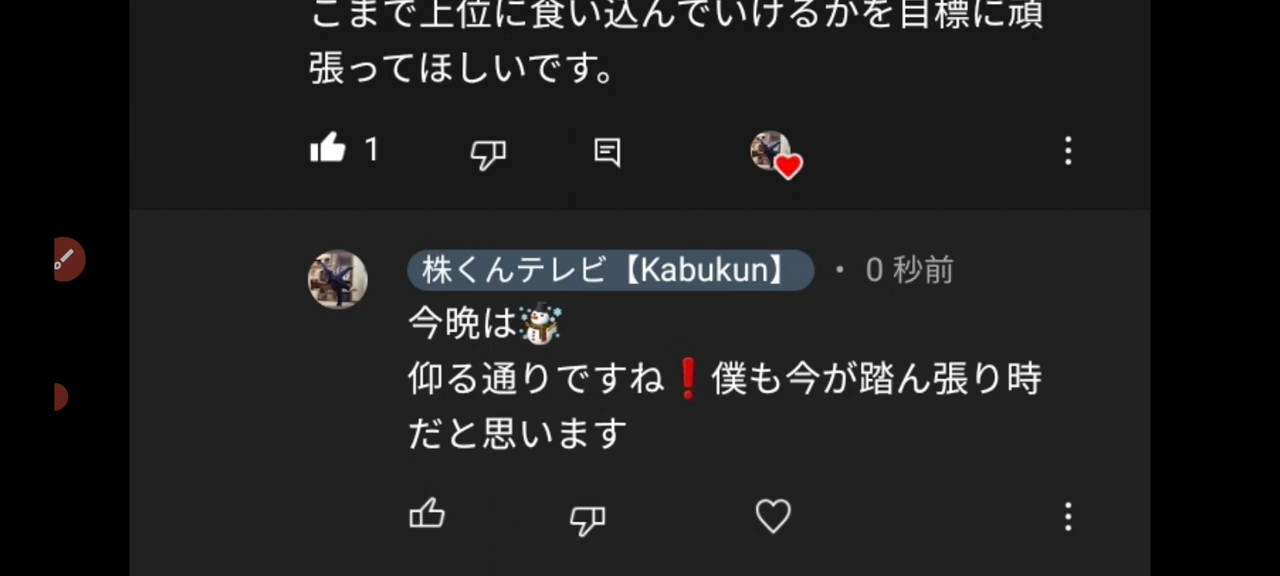 こまで上位に食い込んでいけるかを目標に頑
張ってほしいです。
1
株くんテレビ【Kabukun】 ・ 0 秒前
今晩は☃️
仰る通りですね❗僕も今が踏ん張り時
だと思います